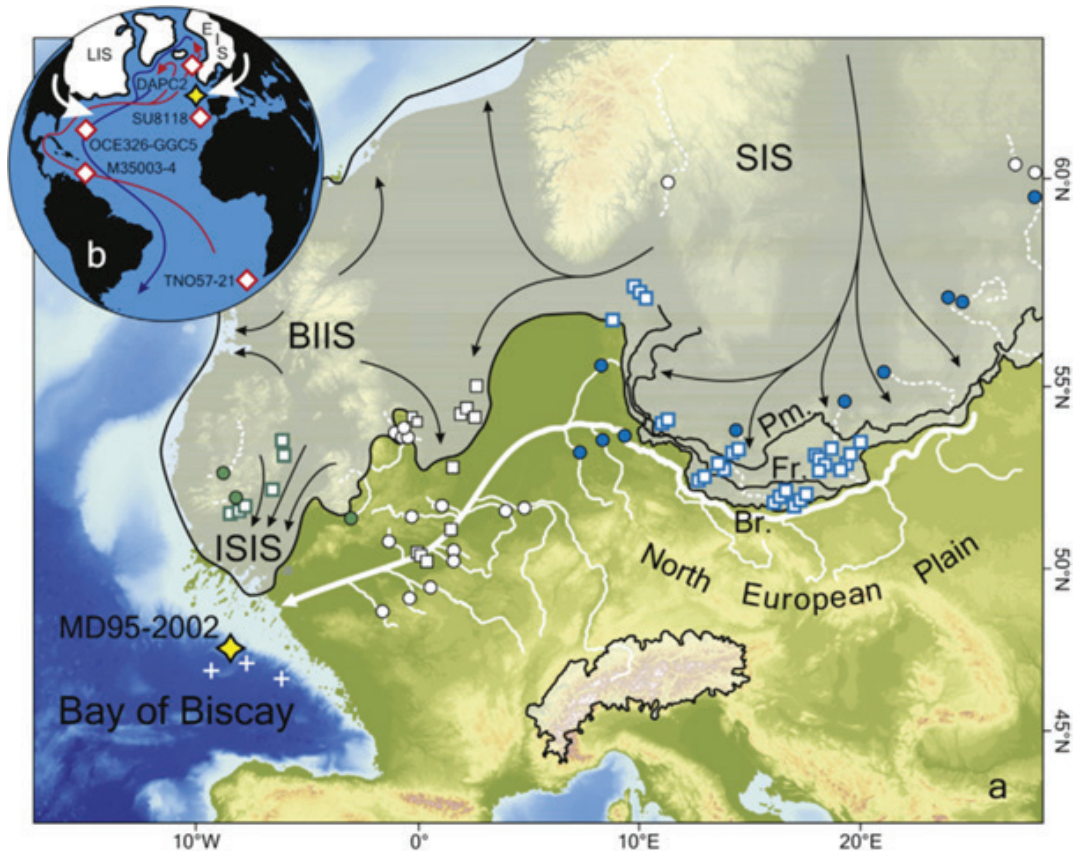 LIS
E
I
S
DAPC2
SU8118
OCE326-GGC5
M35003-4
TNO57-21
b
SIS
60°N
BIIS
55°N
Pm.
Fr.
Br.
ISIS
North European Plain
50°N
MD95-2002
Bay of Biscay
45°N
a
10°W 0° 10°E 20°E